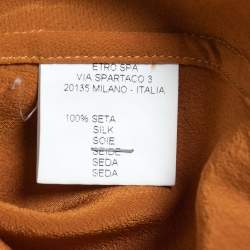 ETRO SPA
VIA SPARTACO 3
20135 MILANO - ITALIA
100% SETA
SILK
SOIE
SEIDE
SEDA
SEDA